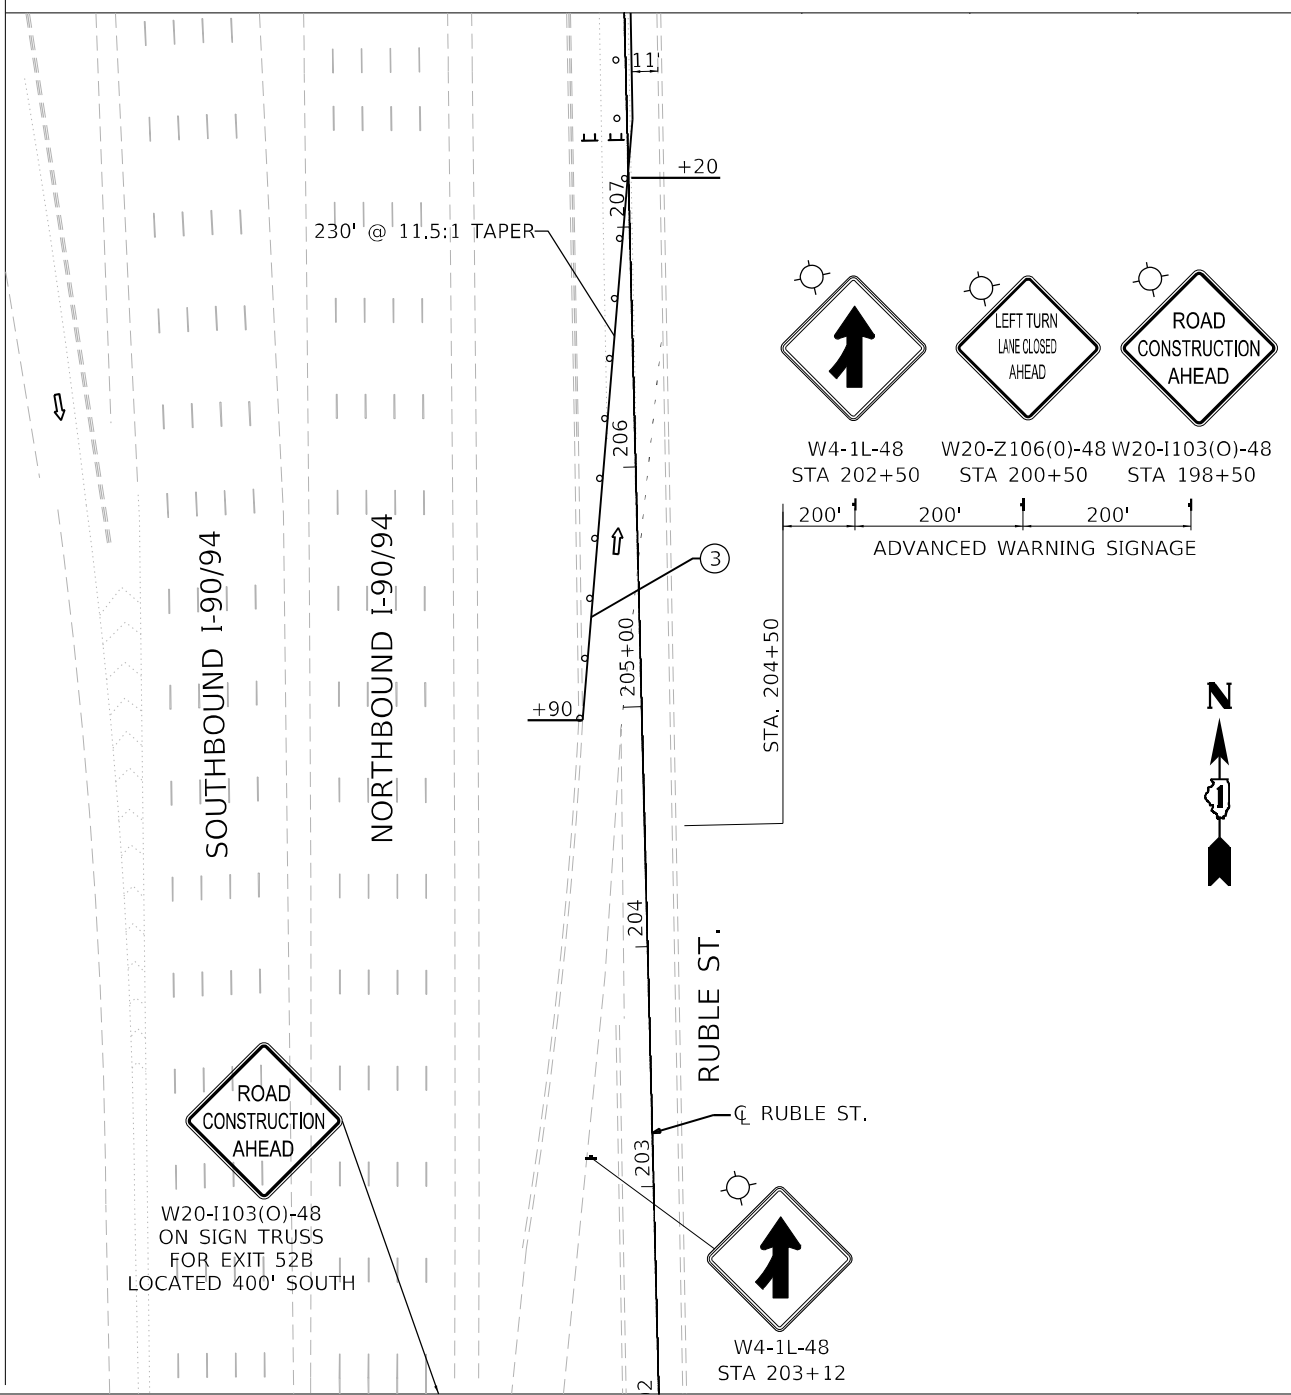 11'
+20
207
230' @ 11.5:1 TAPER
LEFT TURN
LANE CLOSED
AHEAD
ROAD
CONSTRUCTION
AHEAD
W4-1L-48
STA 202+50
W20-Z106(0)-48
STA 200+50
W20-I103(O)-48
STA 198+50
206
200'
200'
200'
ADVANCED WARNING SIGNAGE
3
SOUTHBOUND I-90/94
NORTHBOUND I-90/94
205+00
STA. 204+50
+90
N
1
204
RUBLE ST.
℄ RUBLE ST.
203
ROAD
CONSTRUCTION
AHEAD
W20-I103(O)-48
ON SIGN TRUSS
FOR EXIT 52B
LOCATED 400' SOUTH
W4-1L-48
STA 203+12